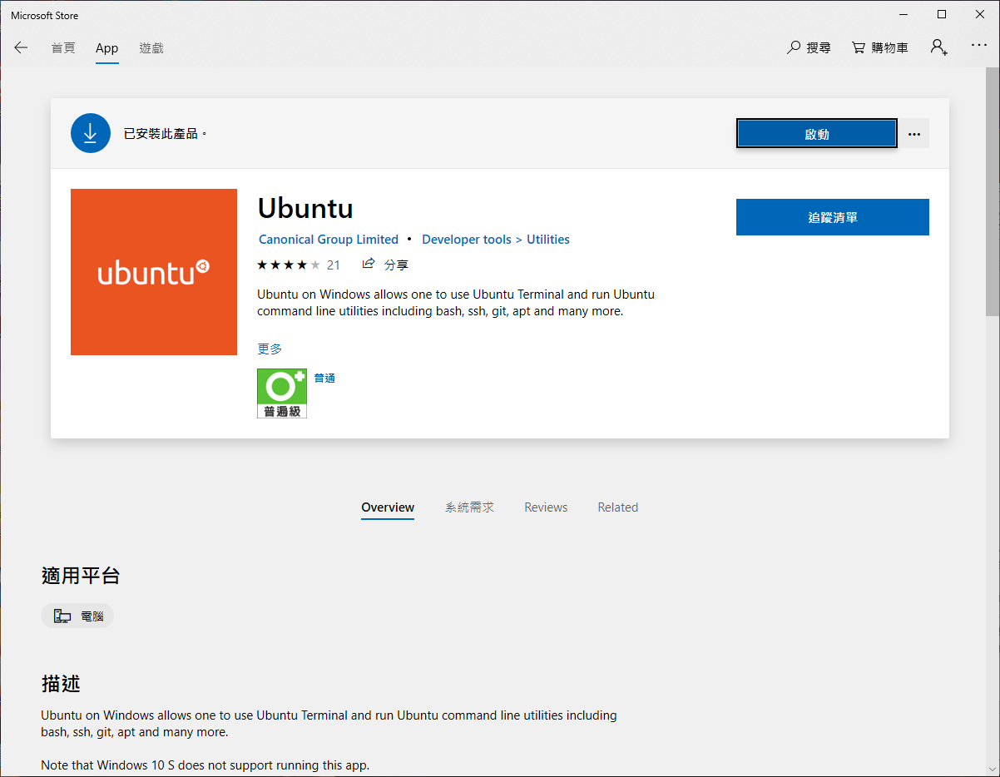 Microsoft Store
首頁 App 遊戲 搜尋 購物車
已安裝此產品。 啟動
ubuntu
Ubuntu
追蹤清單
Canonical Group Limited • Developer tools > Utilities
21 分享
Ubuntu on Windows allows one to use Ubuntu Terminal and run Ubuntu
command line utilities including bash, ssh, git, apt and many more.
更多
普遍級
普通
Overview 系統需求 Reviews Related
適用平台
電腦
描述
Ubuntu on Windows allows one to use Ubuntu Terminal and run Ubuntu command line utilities including
bash, ssh, git, apt and many more.
Note that Windows 10 S does not support running this app.